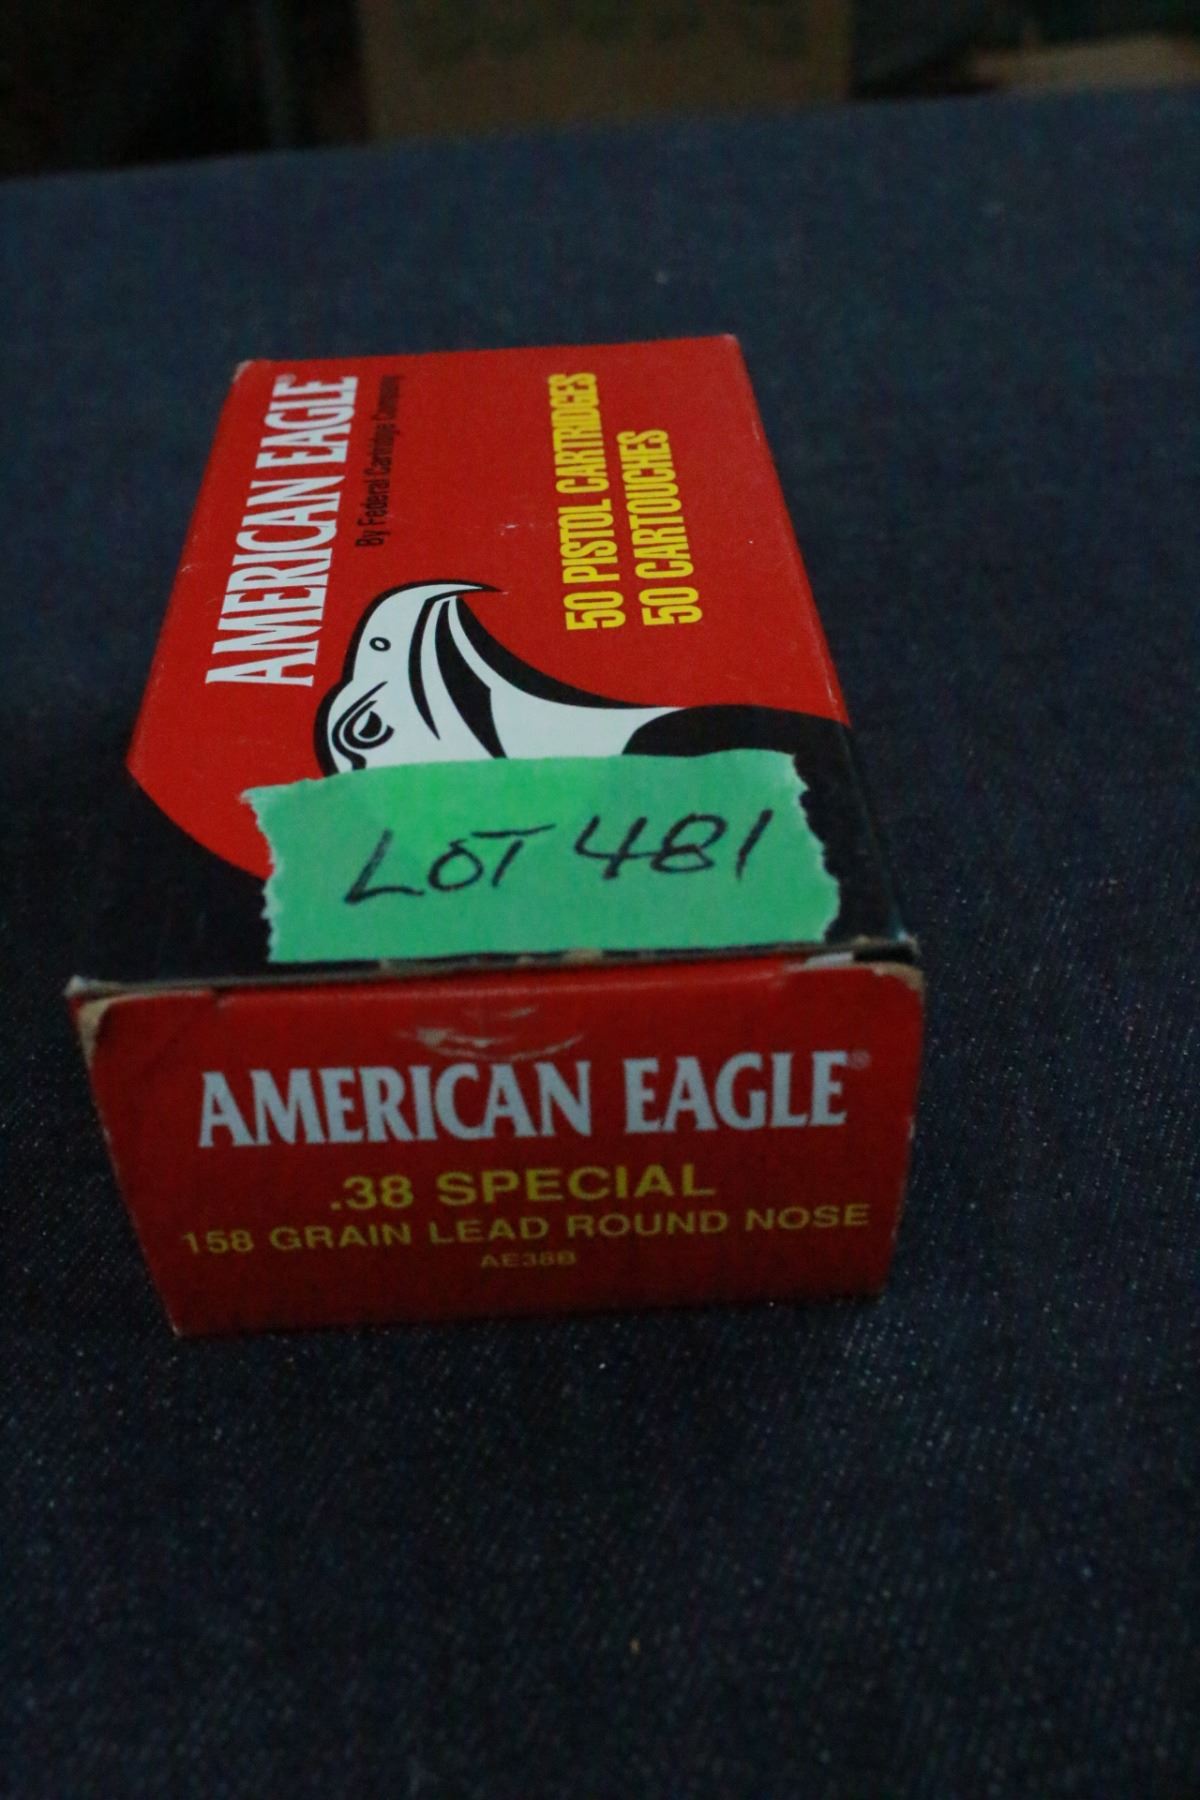 AMERICAN EAGLE®
By Federal Cartridge Company
50 PISTOL CARTRIDGES
50 CARTOUCHES
LOT 481
AMERICAN EAGLE®
.38 SPECIAL
158 GRAIN LEAD ROUND NOSE
AE38B